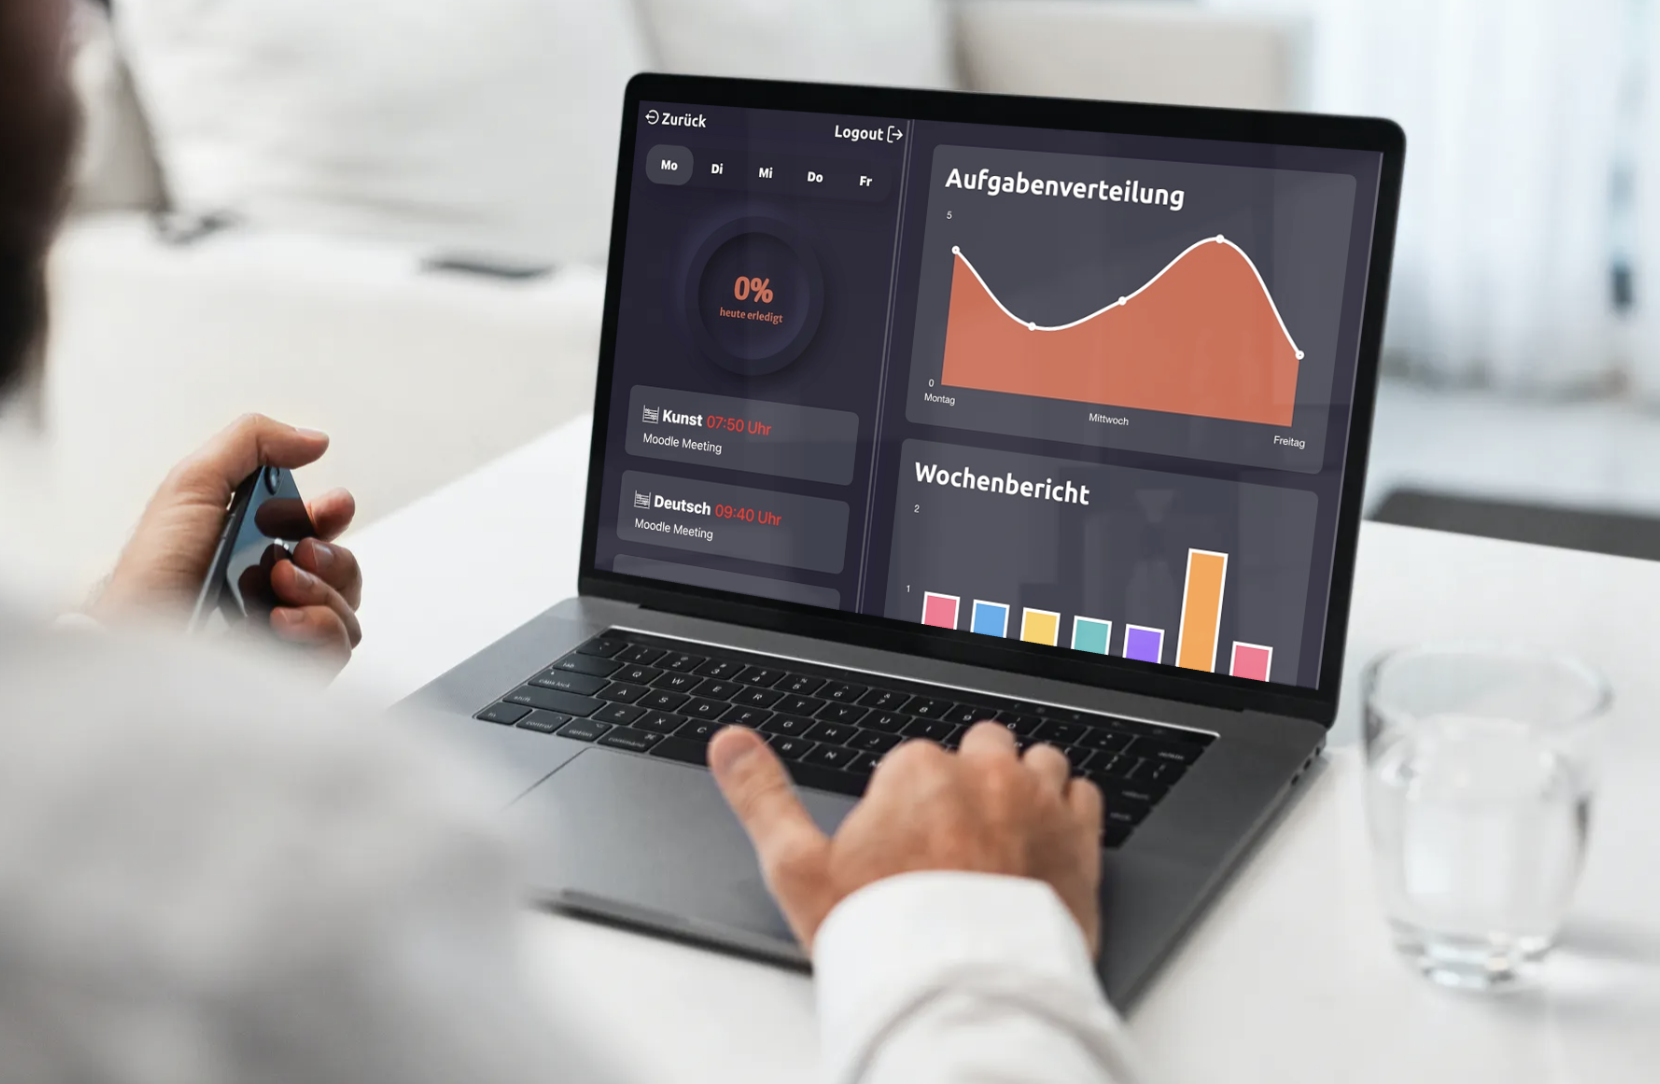 Zurück
Logout
Mo Di Mi Do Fr
0%
heute erledigt
Kunst 07:50 Uhr
Moodle Meeting
Deutsch 09:40 Uhr
Moodle Meeting
Aufgabenverteilung
5
0
Montag Mittwoch Freitag
Wochenbericht
2
1